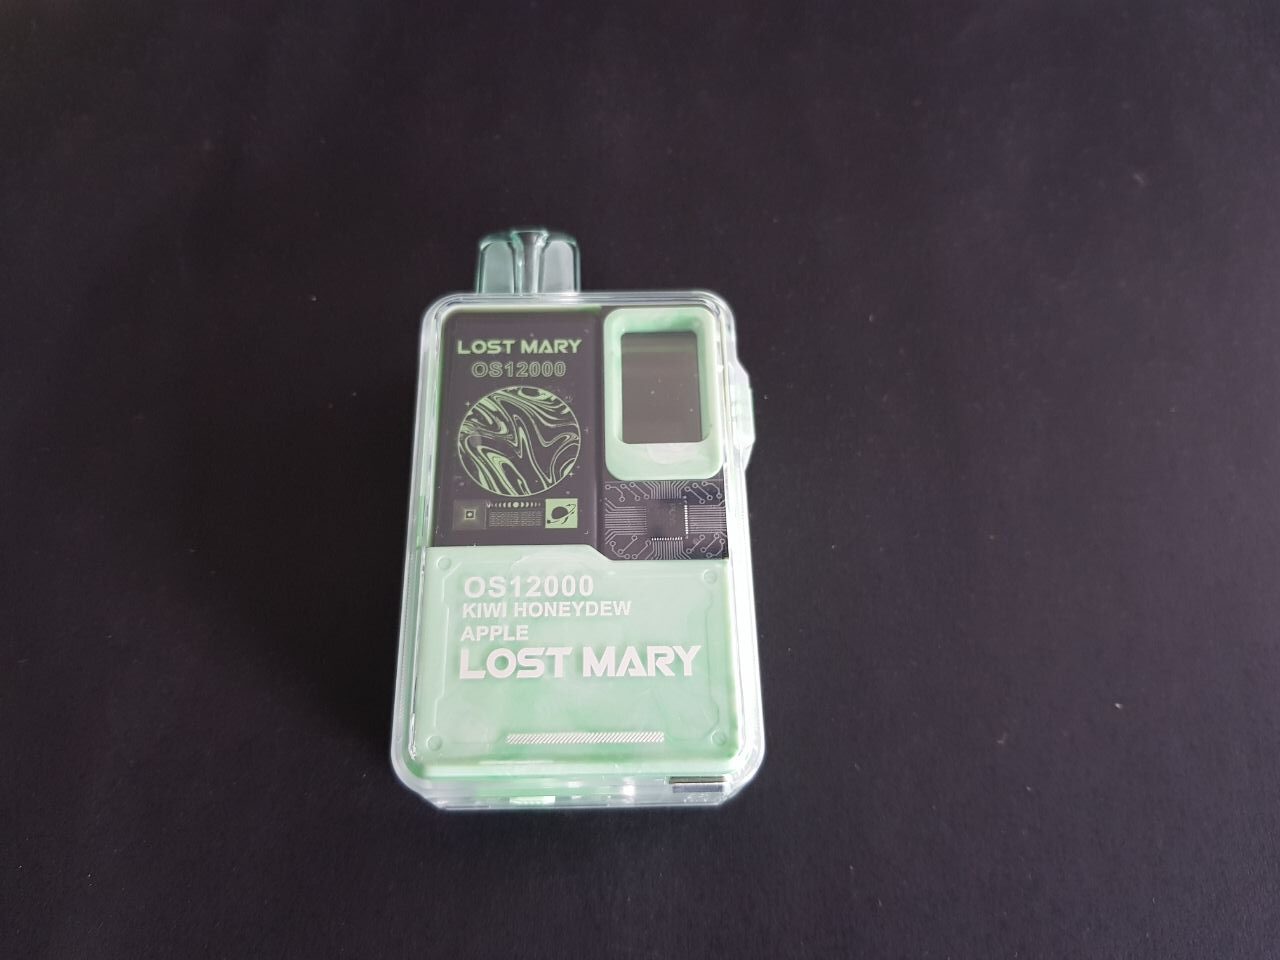 LOST MARY
OS12000
OS12000
KIWI HONEYDEW
APPLE
LOST MARY